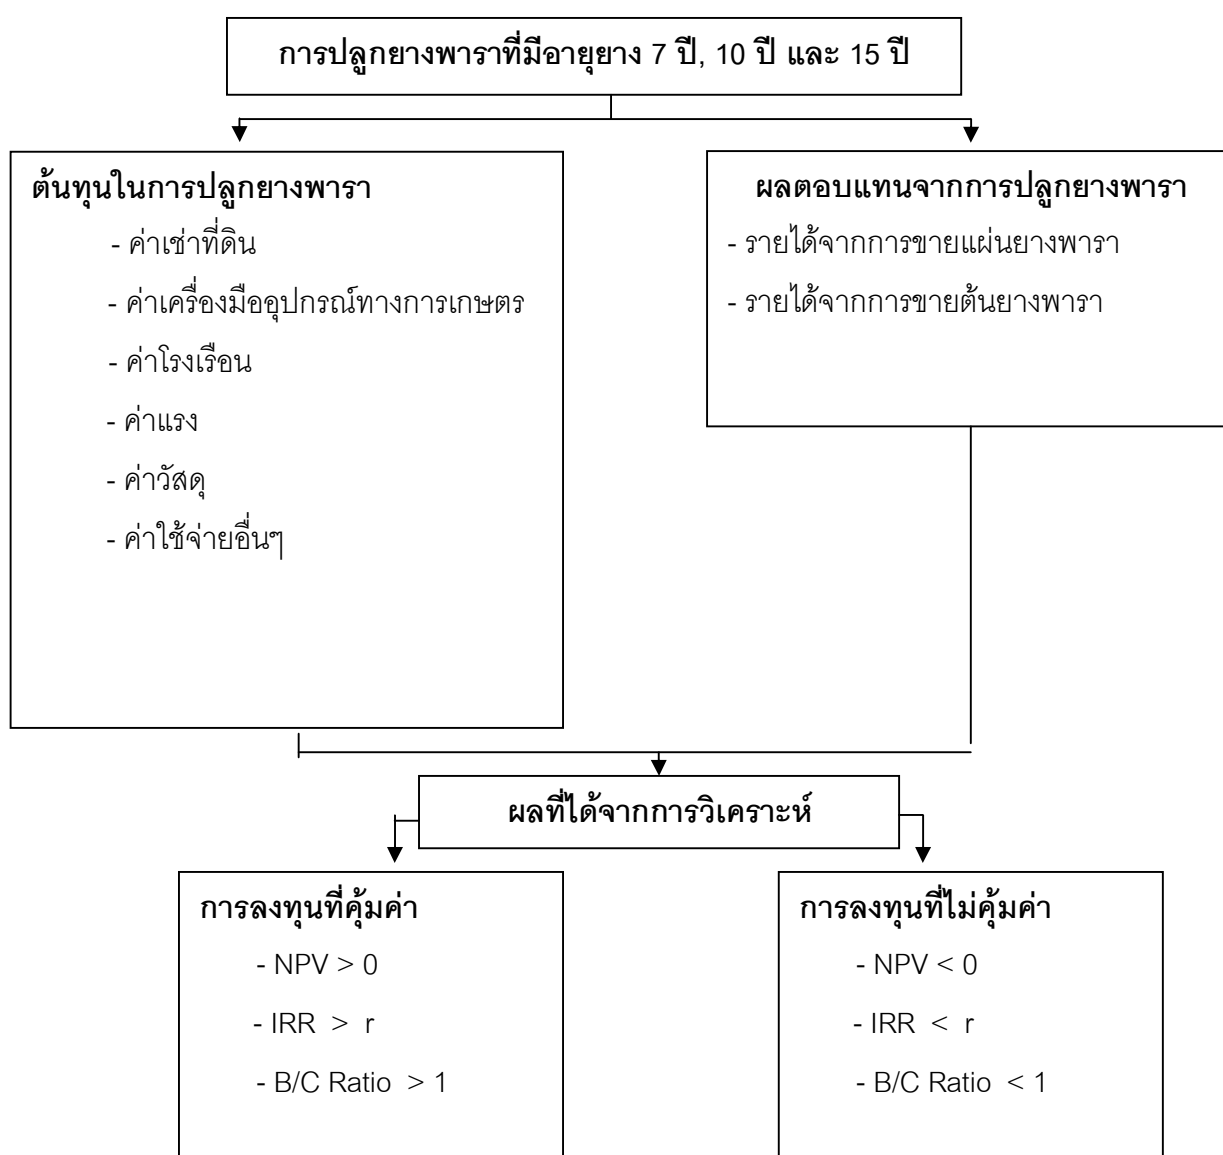 การปลูกยางพาราที่มีอายุยาง 7 ปี, 10 ปี และ 15 ปี
ต้นทุนในการปลูกยางพารา
- ค่าเช่าที่ดิน
- ค่าเครื่องมืออุปกรณ์ทางการเกษตร
- ค่าโรงเรือน
- ค่าแรง
- ค่าวัสดุ
- ค่าใช้จ่ายอื่นๆ
ผลตอบแทนจากการปลูกยางพารา
- รายได้จากการขายแผ่นยางพารา
- รายได้จากการขายต้นยางพารา
ผลที่ได้จากการวิเคราะห์
การลงทุนที่คุ้มค่า
- NPV > 0
- IRR > r
- B/C Ratio > 1
การลงทุนที่ไม่คุ้มค่า
- NPV < 0
- IRR < r
- B/C Ratio < 1